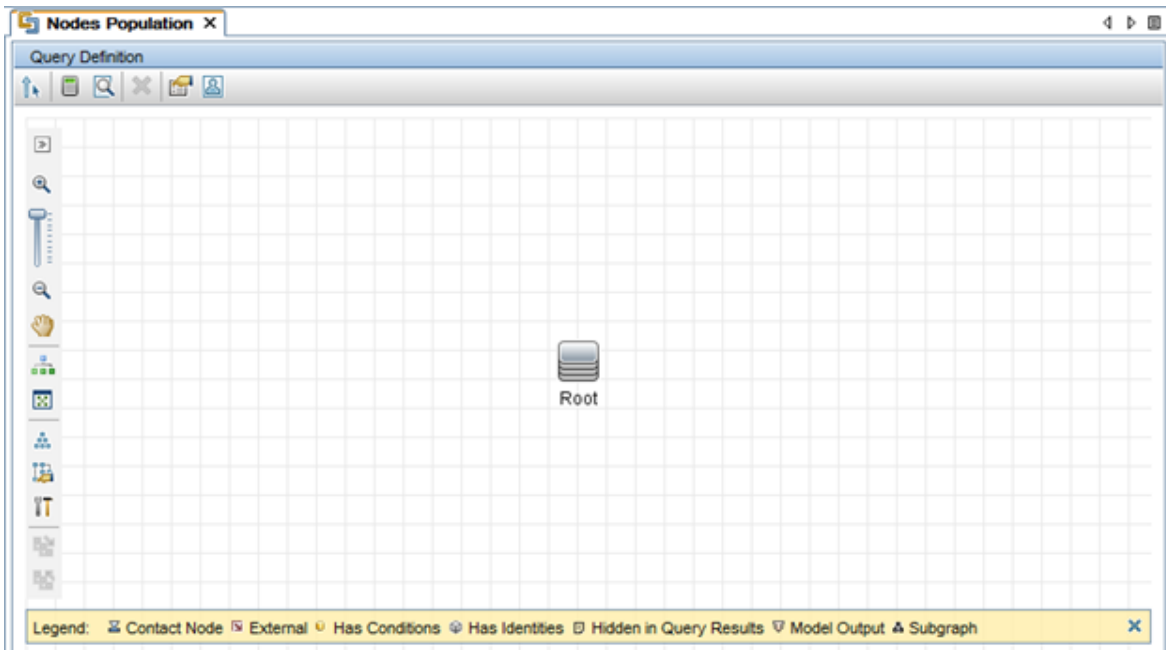 Nodes Population
Query Definition
Root
Legend: Contact Node External Has Conditions Has Identities Hidden in Query Results Model Output Subgraph